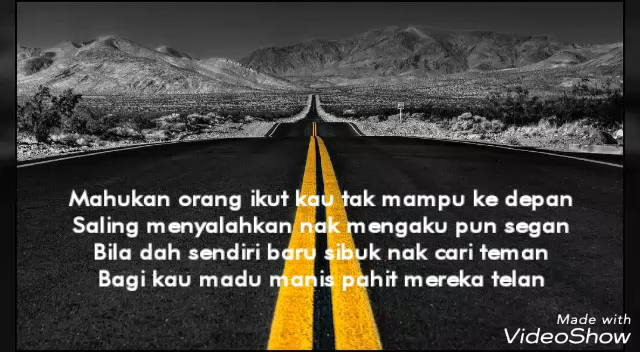 Mahukan orang ikut kau tak mampu ke depan
Saling menyalahkan nak mengaku pun segan
Bila dah sendiri baru sibuk nak cari teman
Bagi kau madu manis pahit mereka telan
Made with
VideoShow